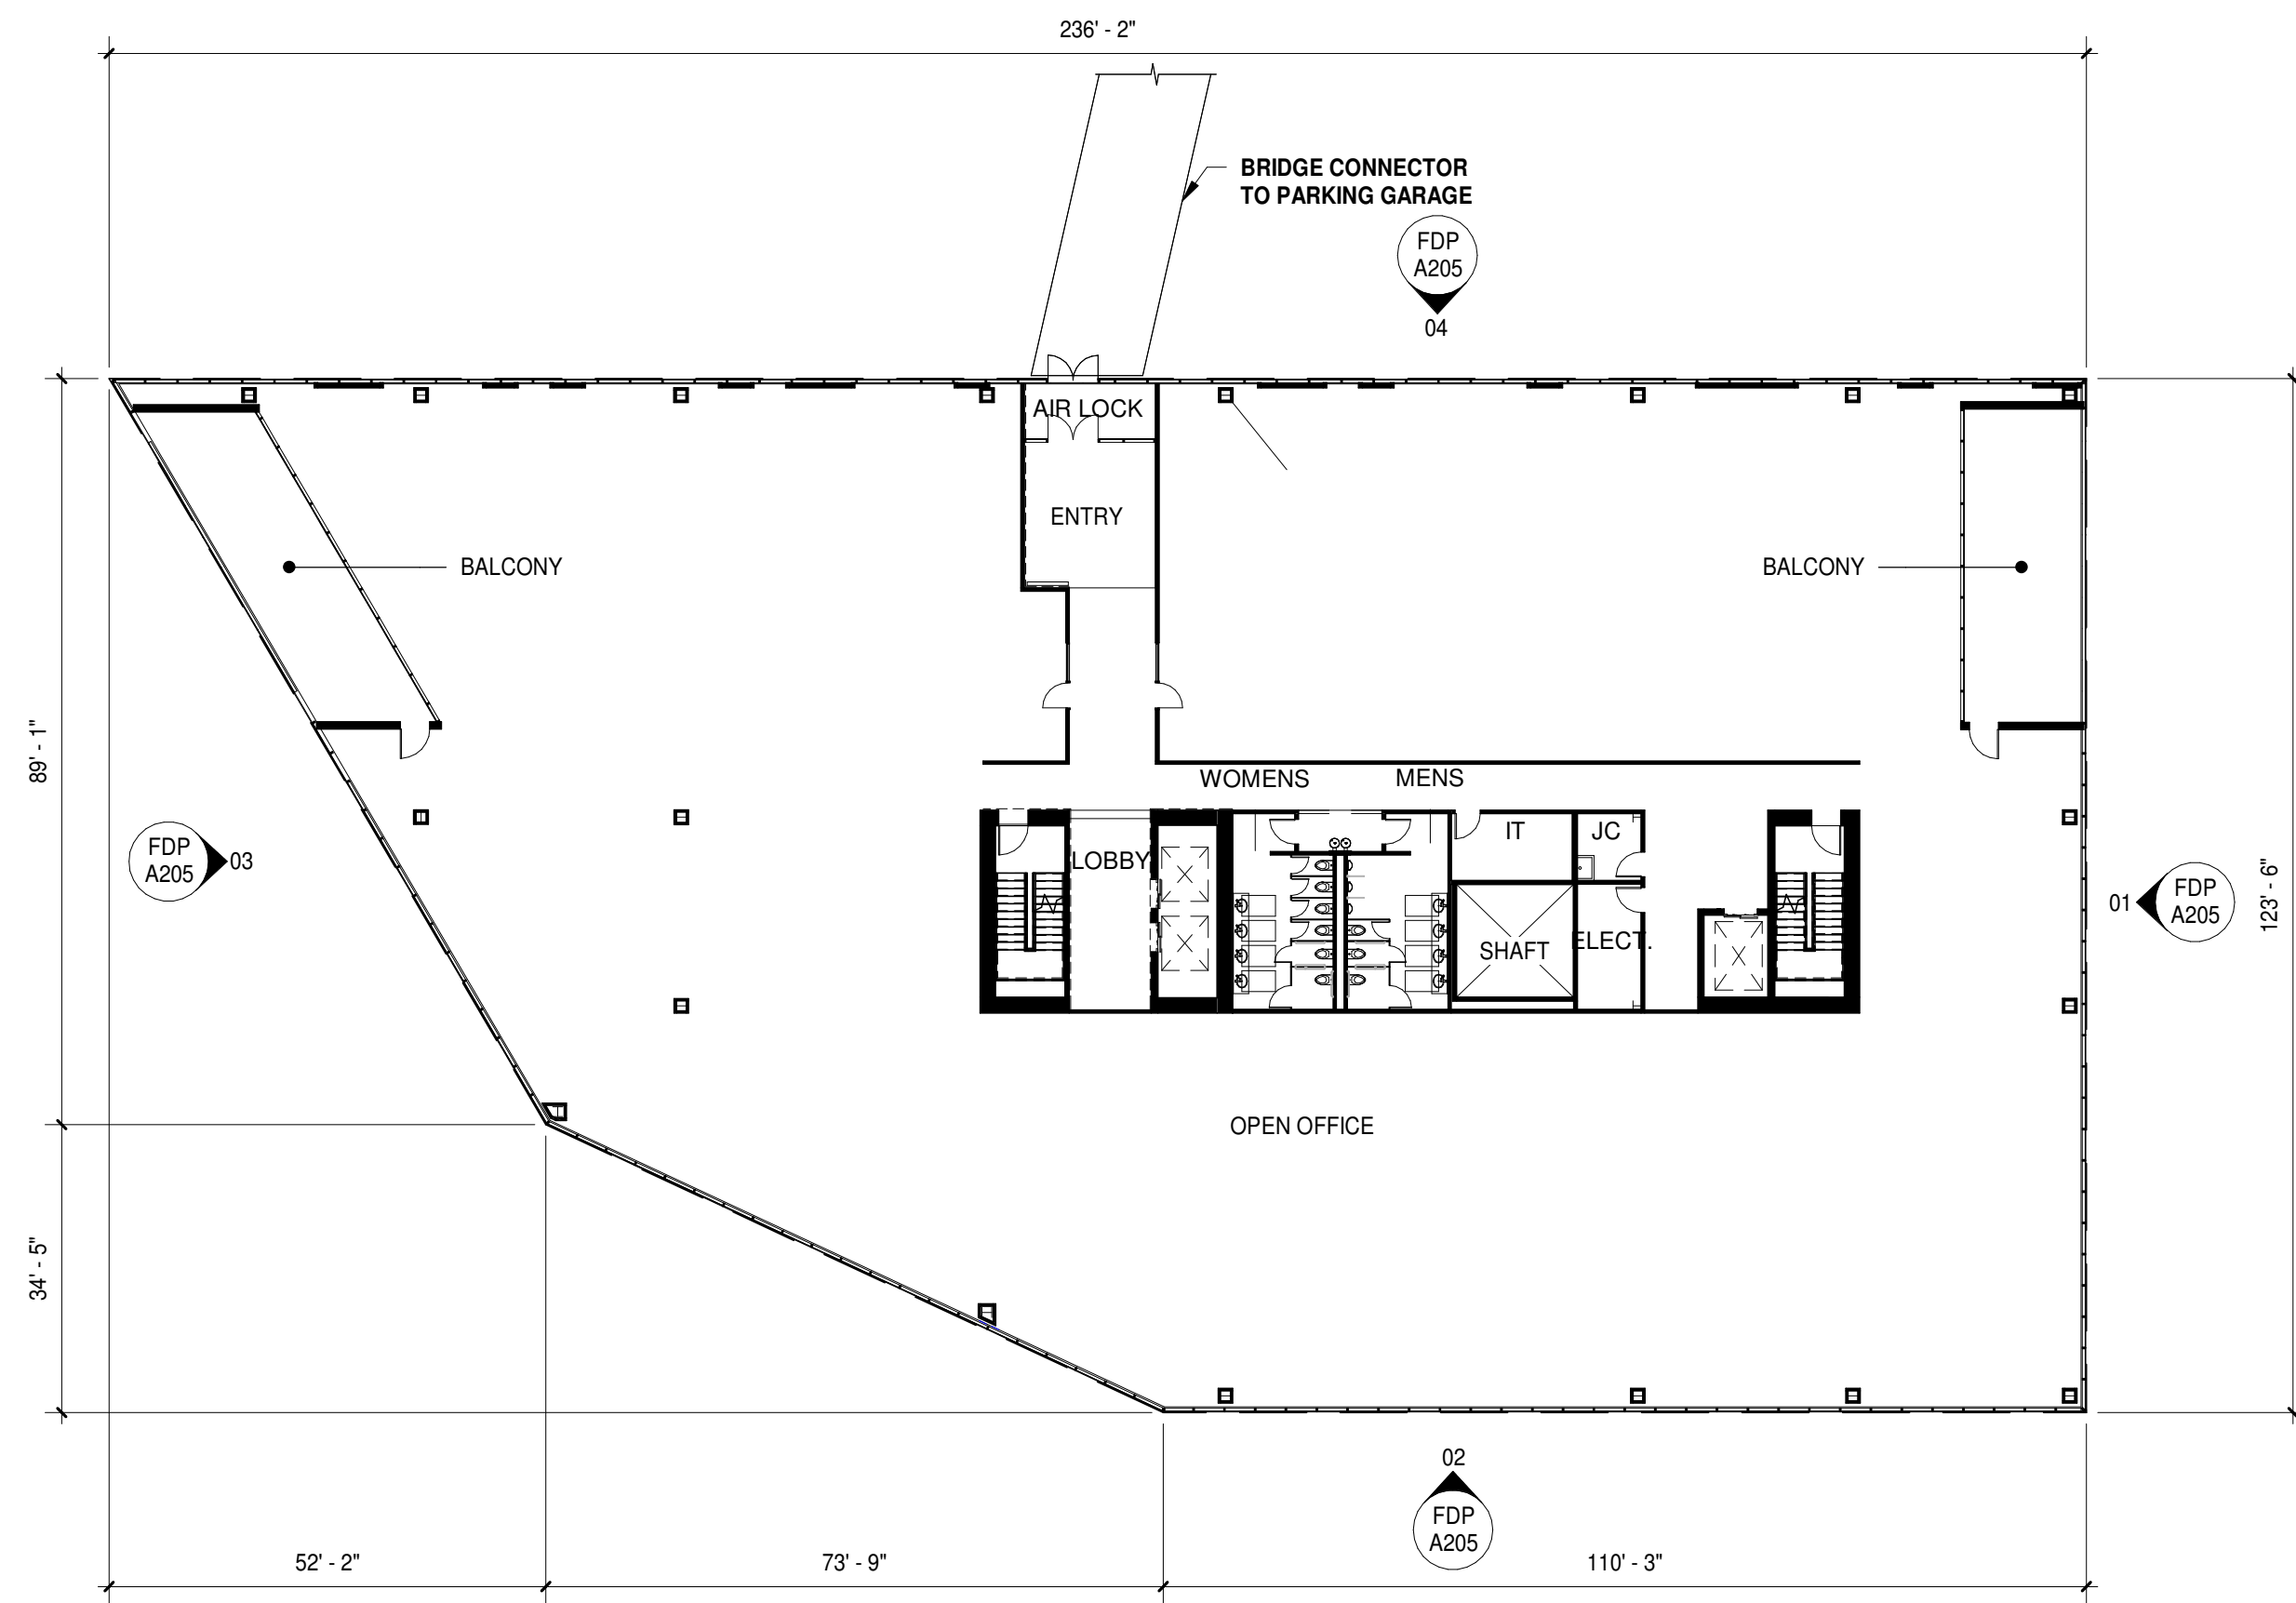 236' - 2"
BRIDGE CONNECTOR
TO PARKING GARAGE
FDP
A205
04
AIR LOCK
ENTRY
BALCONY
BALCONY
89' - 1"
WOMENS
MENS
IT
JC
LOBBY
FDP
A205
03
SHAFT
ELECT.
01
FDP
A205
123' - 6"
OPEN OFFICE
34' - 5"
02
FDP
A205
52' - 2"
73' - 9"
110' - 3"